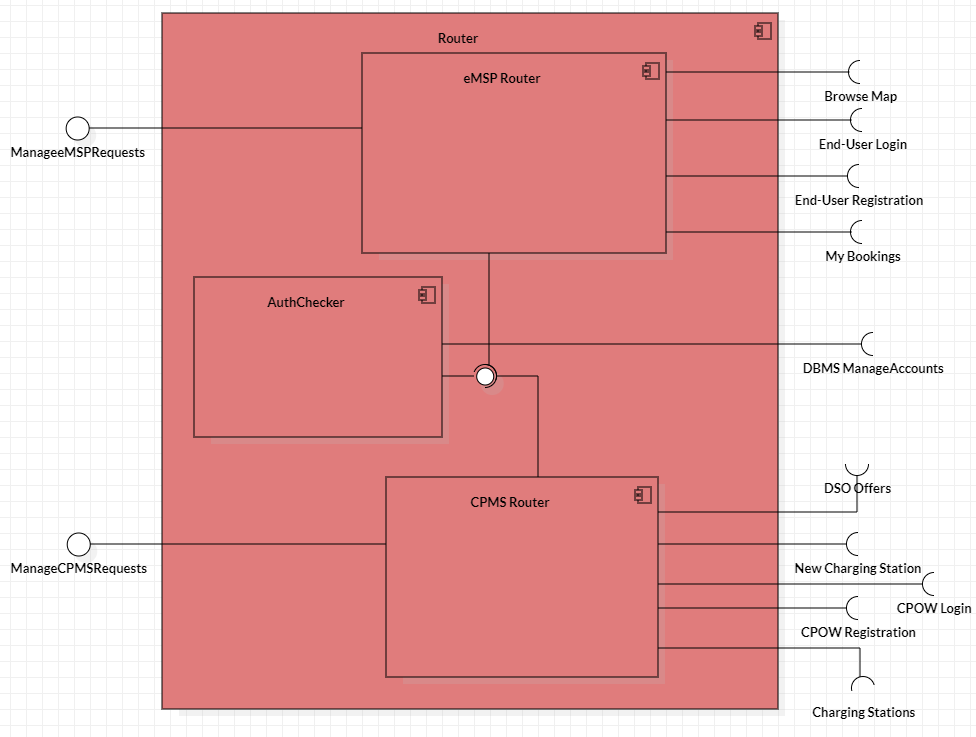 Router
eMSP Router
Browse Map
End-User Login
ManageeMSPRequests
End-User Registration
My Bookings
AuthChecker
DBMS ManageAccounts
DSO Offers
CPMS Router
ManageCPMSRequests
New Charging Station
CPOW Login
CPOW Registration
Charging Stations